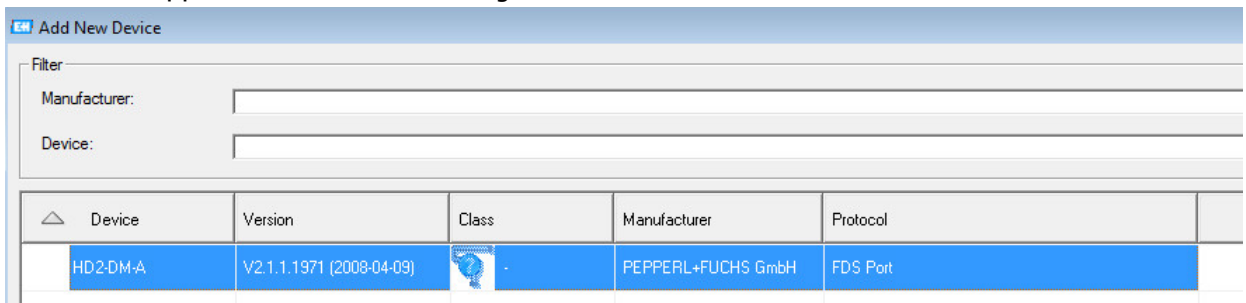 E+H Add New Device
Filter
Manufacturer:
Device:
Device Version Class Manufacturer Protocol
HD2-DM-A V2.1.1.1971 (2008-04-09) ? - PEPPERL+FUCHS GmbH FDS Port